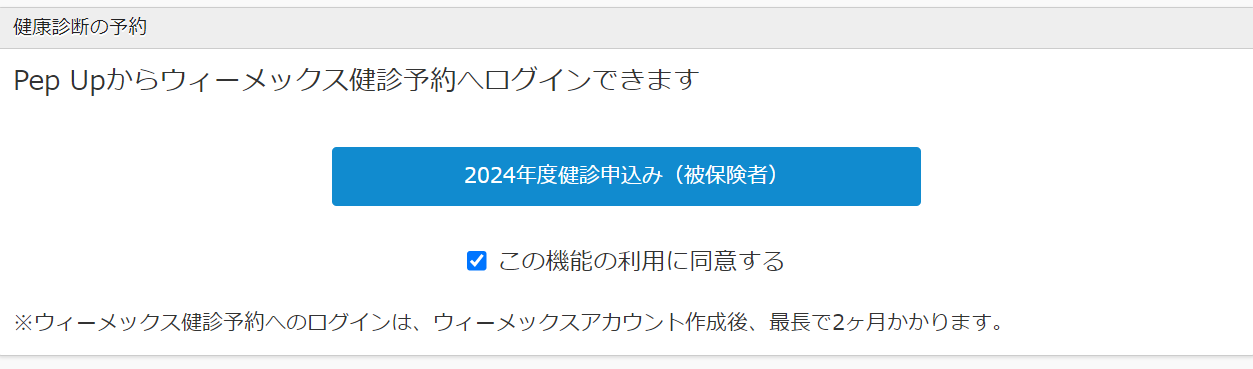 健康診断の予約
Pep Upからウィーメックス健診予約へログインできます
2024年度健診申込み（被保険者）
この機能の利用に同意する
※ウィーメックス健診予約へのログインは、ウィーメックスアカウント作成後、最長で2ヶ月かかります。